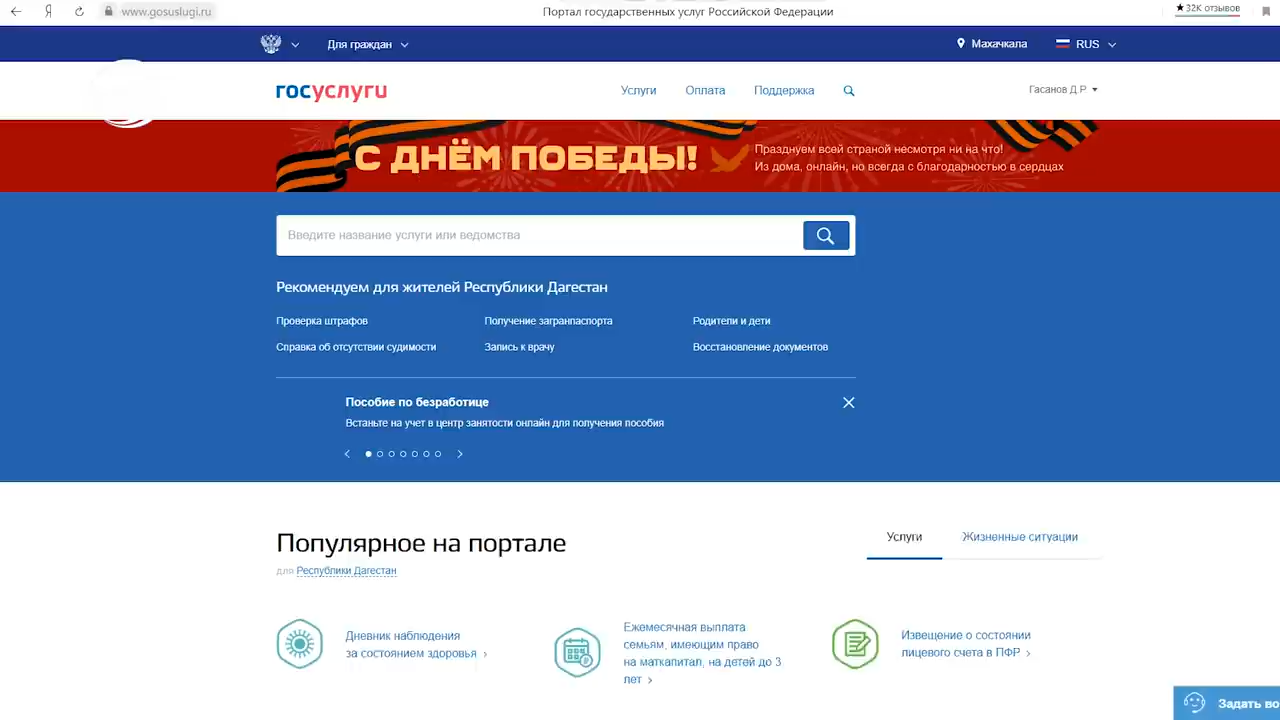 www.gosuslugi.ru
Портал государственных услуг Российской Федерации
★32K отзывов
Для граждан
Махачкала
RUS
госуслуги
Услуги
Оплата
Поддержка
Гасанов Д.Р.
С ДНЁМ ПОБЕДЫ!
Празднуем всей страной несмотря ни на что!
Из дома, онлайн, но всегда с благодарностью в сердцах
Введите название услуги или ведомства
Рекомендуем для жителей Республики Дагестан
Проверка штрафов
Получение загранпаспорта
Родители и дети
Справка об отсутствии судимости
Запись к врачу
Восстановление документов
Пособие по безработице
Встаньте на учет в центр занятости онлайн для получения пособия
Популярное на портале
Услуги
Жизненные ситуации
для Республики Дагестан
Дневник наблюдения
за состоянием здоровья
Ежемесячная выплата
семьям, имеющим право
на маткапитал, на детей до 3
лет
Извещение о состоянии
лицевого счета в ПФР
Задать во